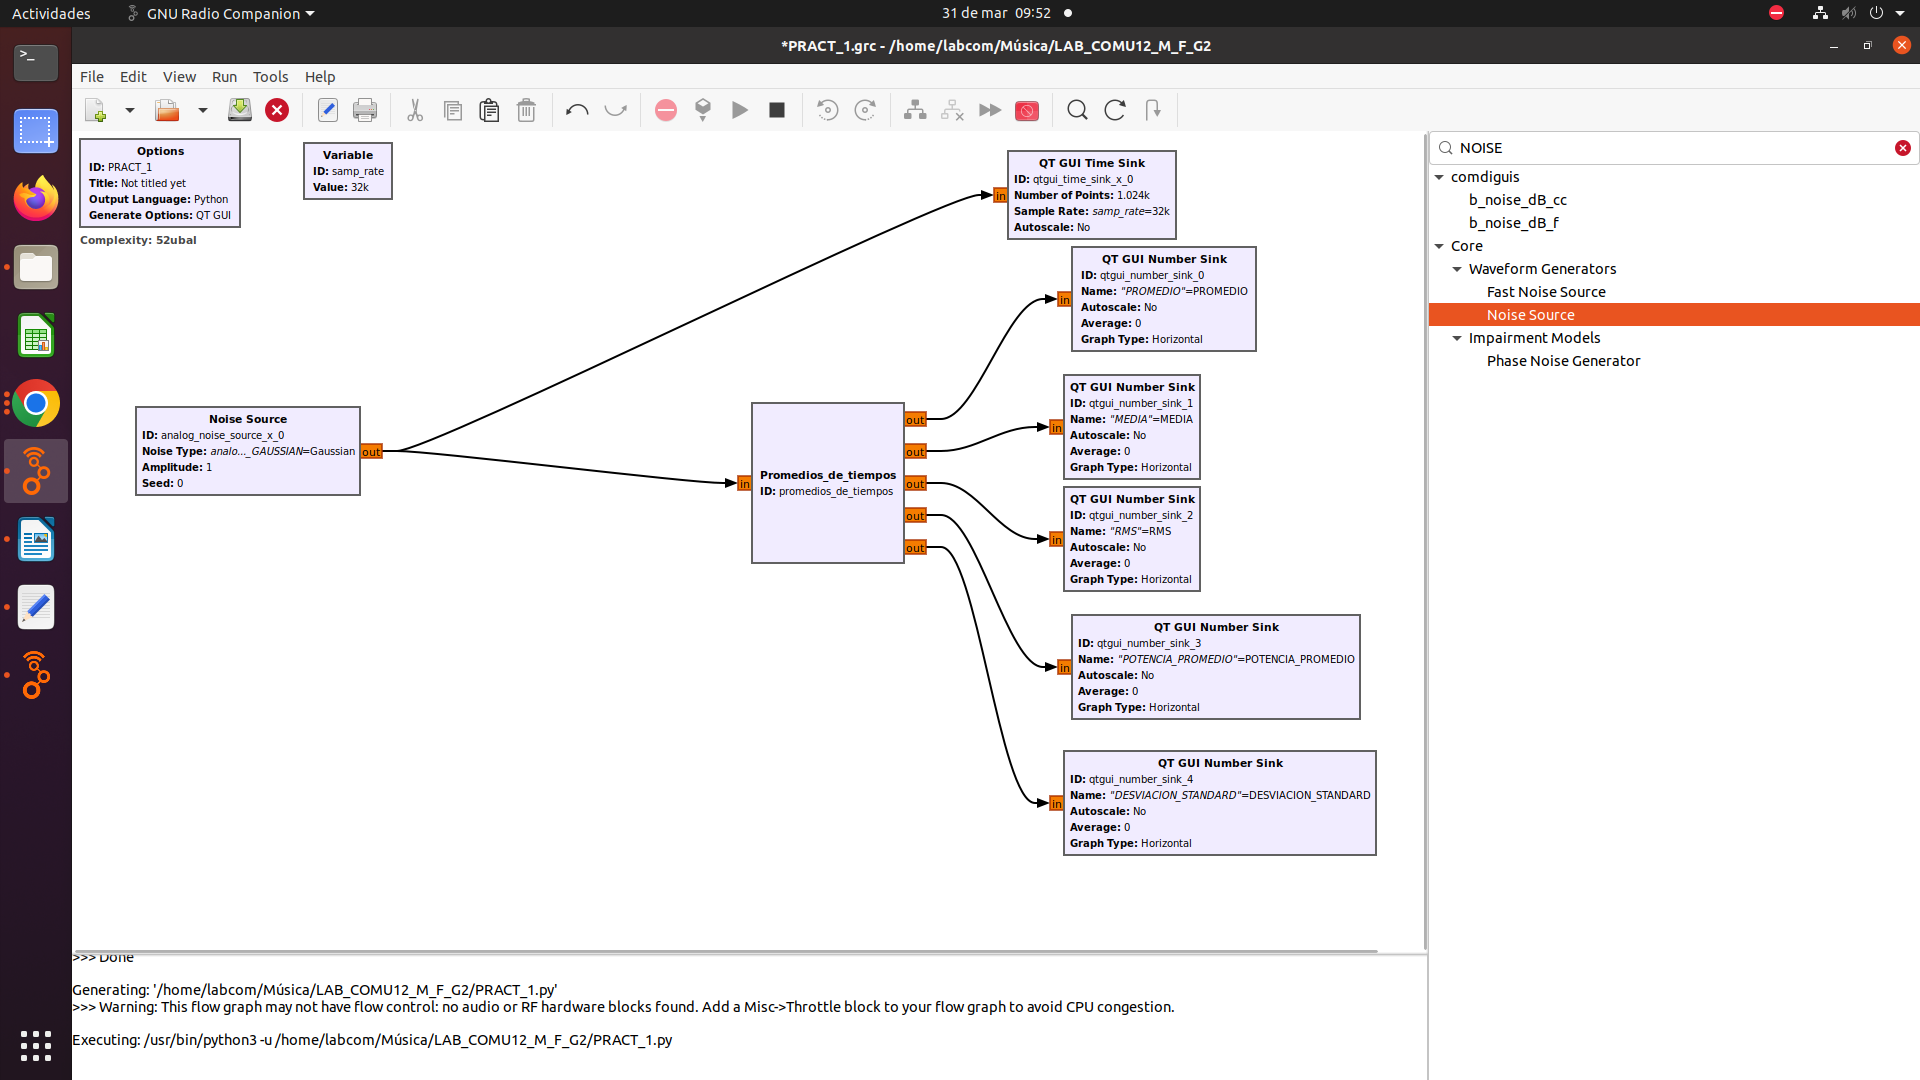 Actividades
GNU Radio Companion
31 de mar 09:52
*PRACT_1.grc - /home/labcom/Música/LAB_COMU12_M_F_G2
File Edit View Run Tools Help
Options
ID: PRACT_1
Title: Not titled yet
Output Language: Python
Generate Options: QT GUI
Complexity: 52ubal
Variable
ID: samp_rate
Value: 32k
QT GUI Time Sink
ID: qtgui_time_sink_x_0
Number of Points: 1.024k
Sample Rate: samp_rate=32k
Autoscale: No
in
QT GUI Number Sink
ID: qtgui_number_sink_0
Name: "PROMEDIO"=PROMEDIO
Autoscale: No
Average: 0
Graph Type: Horizontal
in
QT GUI Number Sink
ID: qtgui_number_sink_1
Name: "MEDIA"=MEDIA
Autoscale: No
Average: 0
Graph Type: Horizontal
in
Noise Source
ID: analog_noise_source_x_0
Noise Type: analo..._GAUSSIAN=Gaussian
Amplitude: 1
Seed: 0
out
in
Promedios_de_tiempos
ID: promedios_de_tiempos
out
out
out
out
out
QT GUI Number Sink
ID: qtgui_number_sink_2
Name: "RMS"=RMS
Autoscale: No
Average: 0
Graph Type: Horizontal
in
QT GUI Number Sink
ID: qtgui_number_sink_3
Name: "POTENCIA_PROMEDIO"=POTENCIA_PROMEDIO
Autoscale: No
Average: 0
Graph Type: Horizontal
in
QT GUI Number Sink
ID: qtgui_number_sink_4
Name: "DESVIACION_STANDARD"=DESVIACION_STANDARD
Autoscale: No
Average: 0
Graph Type: Horizontal
in
NOISE
comdiguis
b_noise_dB_cc
b_noise_dB_f
Core
Waveform Generators
Fast Noise Source
Noise Source
Impairment Models
Phase Noise Generator
>>> Done
Generating: '/home/labcom/Música/LAB_COMU12_M_F_G2/PRACT_1.py'
>>> Warning: This flow graph may not have flow control: no audio or RF hardware blocks found. Add a Misc->Throttle block to your flow graph to avoid CPU congestion.
Executing: /usr/bin/python3 -u /home/labcom/Música/LAB_COMU12_M_F_G2/PRACT_1.py